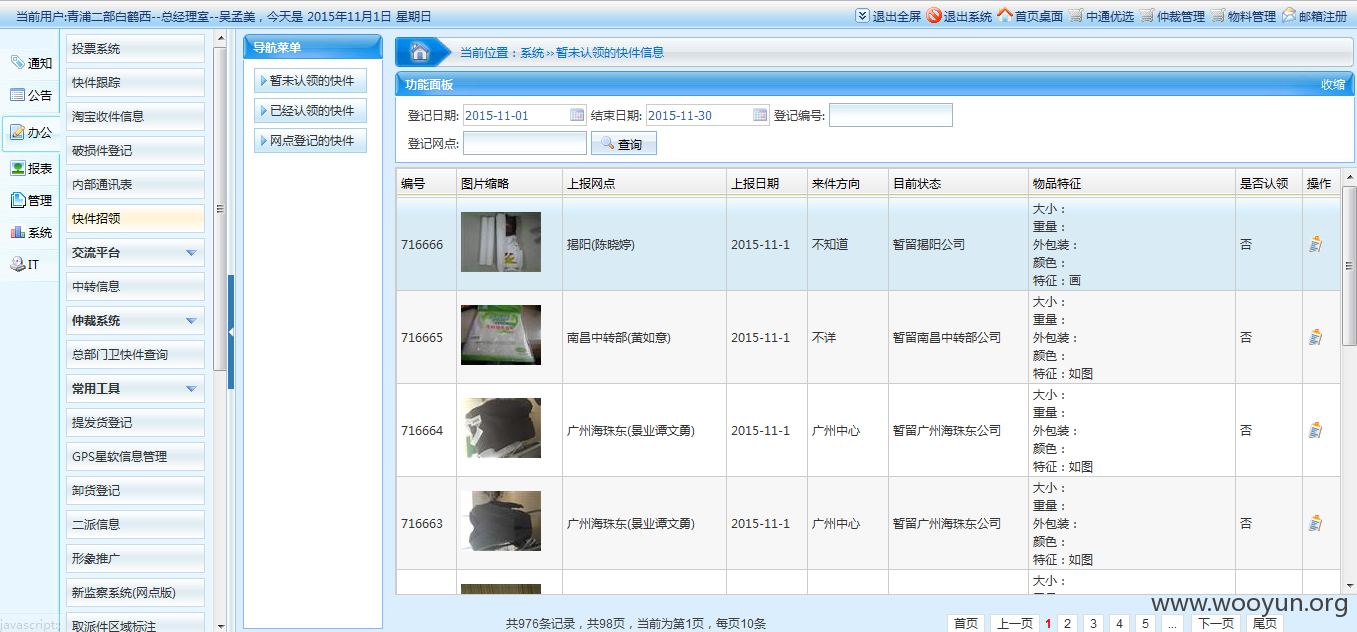 当前用户:青浦二部白鹤西--总经理室--吴孟美，今天是 2015年11月1日 星期日
退出全屏 退出系统 首页桌面 中通优选 仲裁管理 物料管理 邮箱注册
通知
公告
办公
报表
管理
系统
IT
投票系统
快件跟踪
淘宝收件信息
破损件登记
内部通讯表
快件招领
交流平台
中转信息
仲裁系统
总部门卫快件查询
常用工具
提发货登记
GPS星软信息管理
卸货登记
二派信息
形象推广
新监察系统(网点版)
取派件区域标注
javascript:
导航菜单
暂未认领的快件
已经认领的快件
网点登记的快件
当前位置：系统››暂未认领的快件信息
功能面板 收缩
登记日期: 2015-11-01 结束日期: 2015-11-30 登记编号:
登记网点: 查询
编号 图片缩略 上报网点 上报日期 来件方向 目前状态 物品特征 是否认领 操作
716666 揭阳(陈晓婷) 2015-11-1 不知道 暂留揭阳公司 否
大小：
重量：
外包装：
颜色：
特征：画
716665 南昌中转部(黄如意) 2015-11-1 不详 暂留南昌中转部公司 否
大小：
重量：
外包装：
颜色：
特征：如图
716664 广州海珠东(景业谭文勇) 2015-11-1 广州中心 暂留广州海珠东公司 否
大小：
重量：
外包装：
颜色：
特征：如图
716663 广州海珠东(景业谭文勇) 2015-11-1 广州中心 暂留广州海珠东公司 否
大小：
重量：
外包装：
颜色：
特征：如图
大小：
www.wooyun.org
共976条记录，共98页，当前为第1页，每页10条
首页 上一页 1 2 3 4 5 ... 下一页 尾页